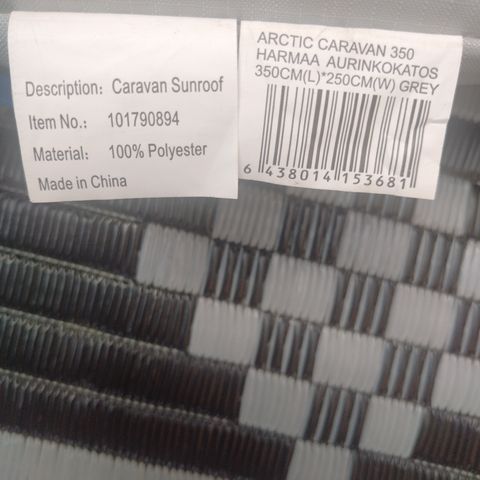 Description: Caravan Sunroof
Item No.: 101790894
Material: 100% Polyester
Made in China
ARCTIC CARAVAN 350
HARMAA AURINKOKATOS
350CM(L)*250CM(W) GREY
6 438014 153681